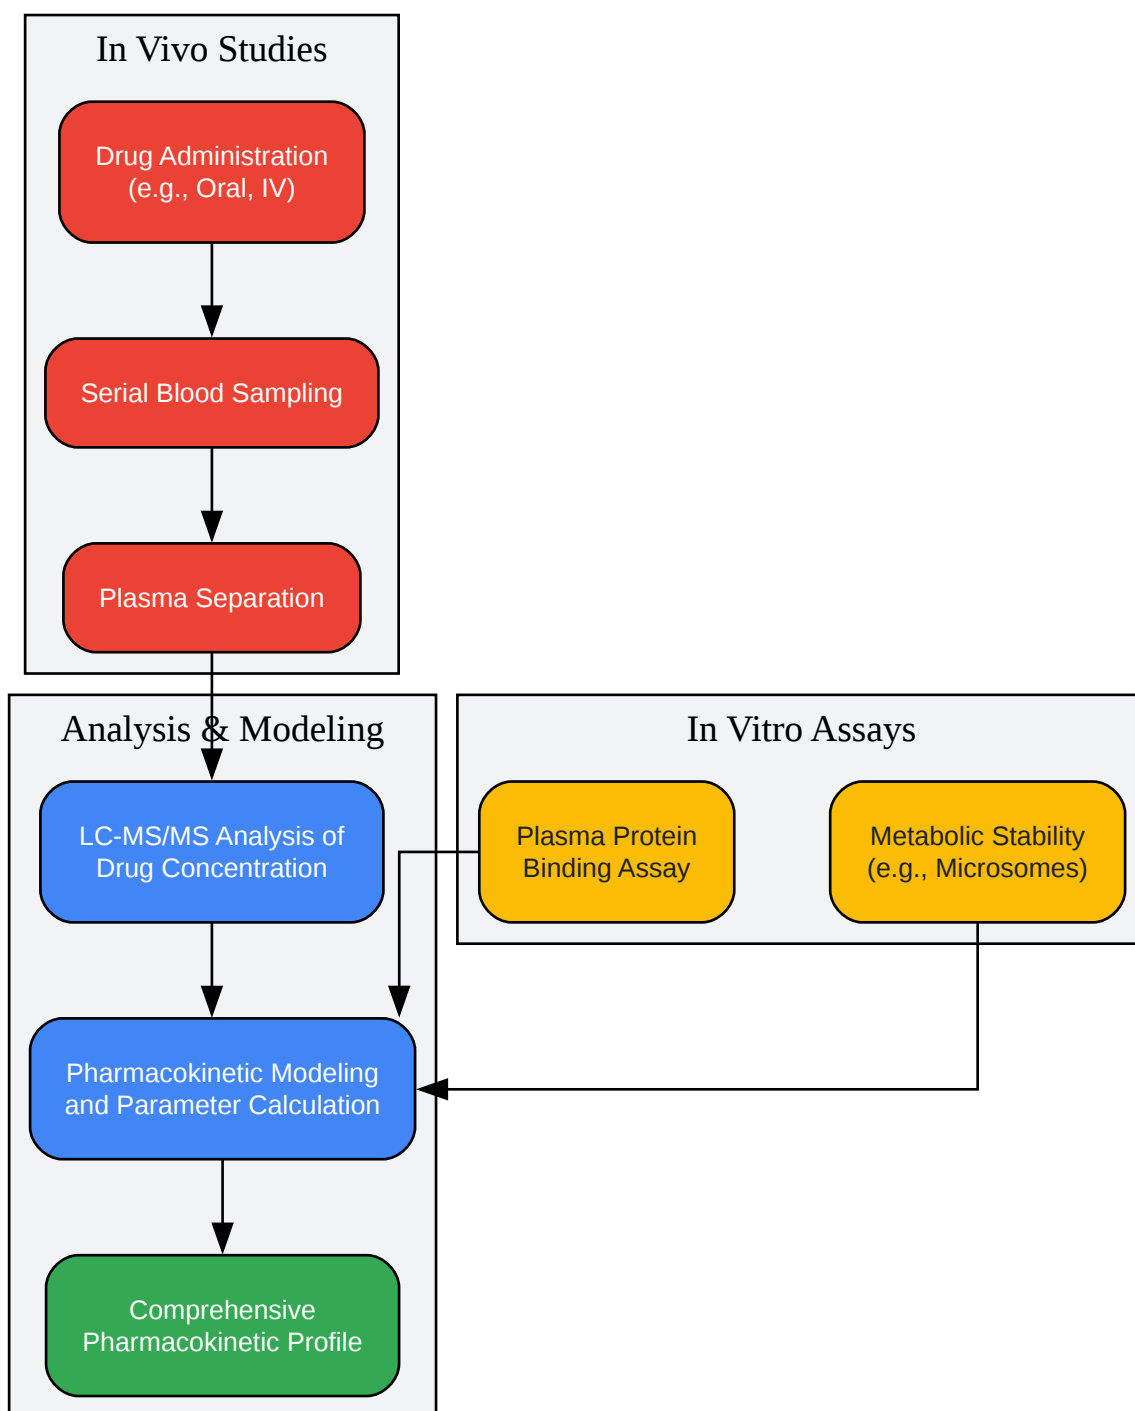 In Vivo Studies
Drug Administration
(e.g., Oral, IV)
Serial Blood Sampling
Plasma Separation
Analysis & Modeling
LC-MS/MS Analysis of
Drug Concentration
Pharmacokinetic Modeling
and Parameter Calculation
Comprehensive
Pharmacokinetic Profile
In Vitro Assays
Plasma Protein
Binding Assay
Metabolic Stability
(e.g., Microsomes)